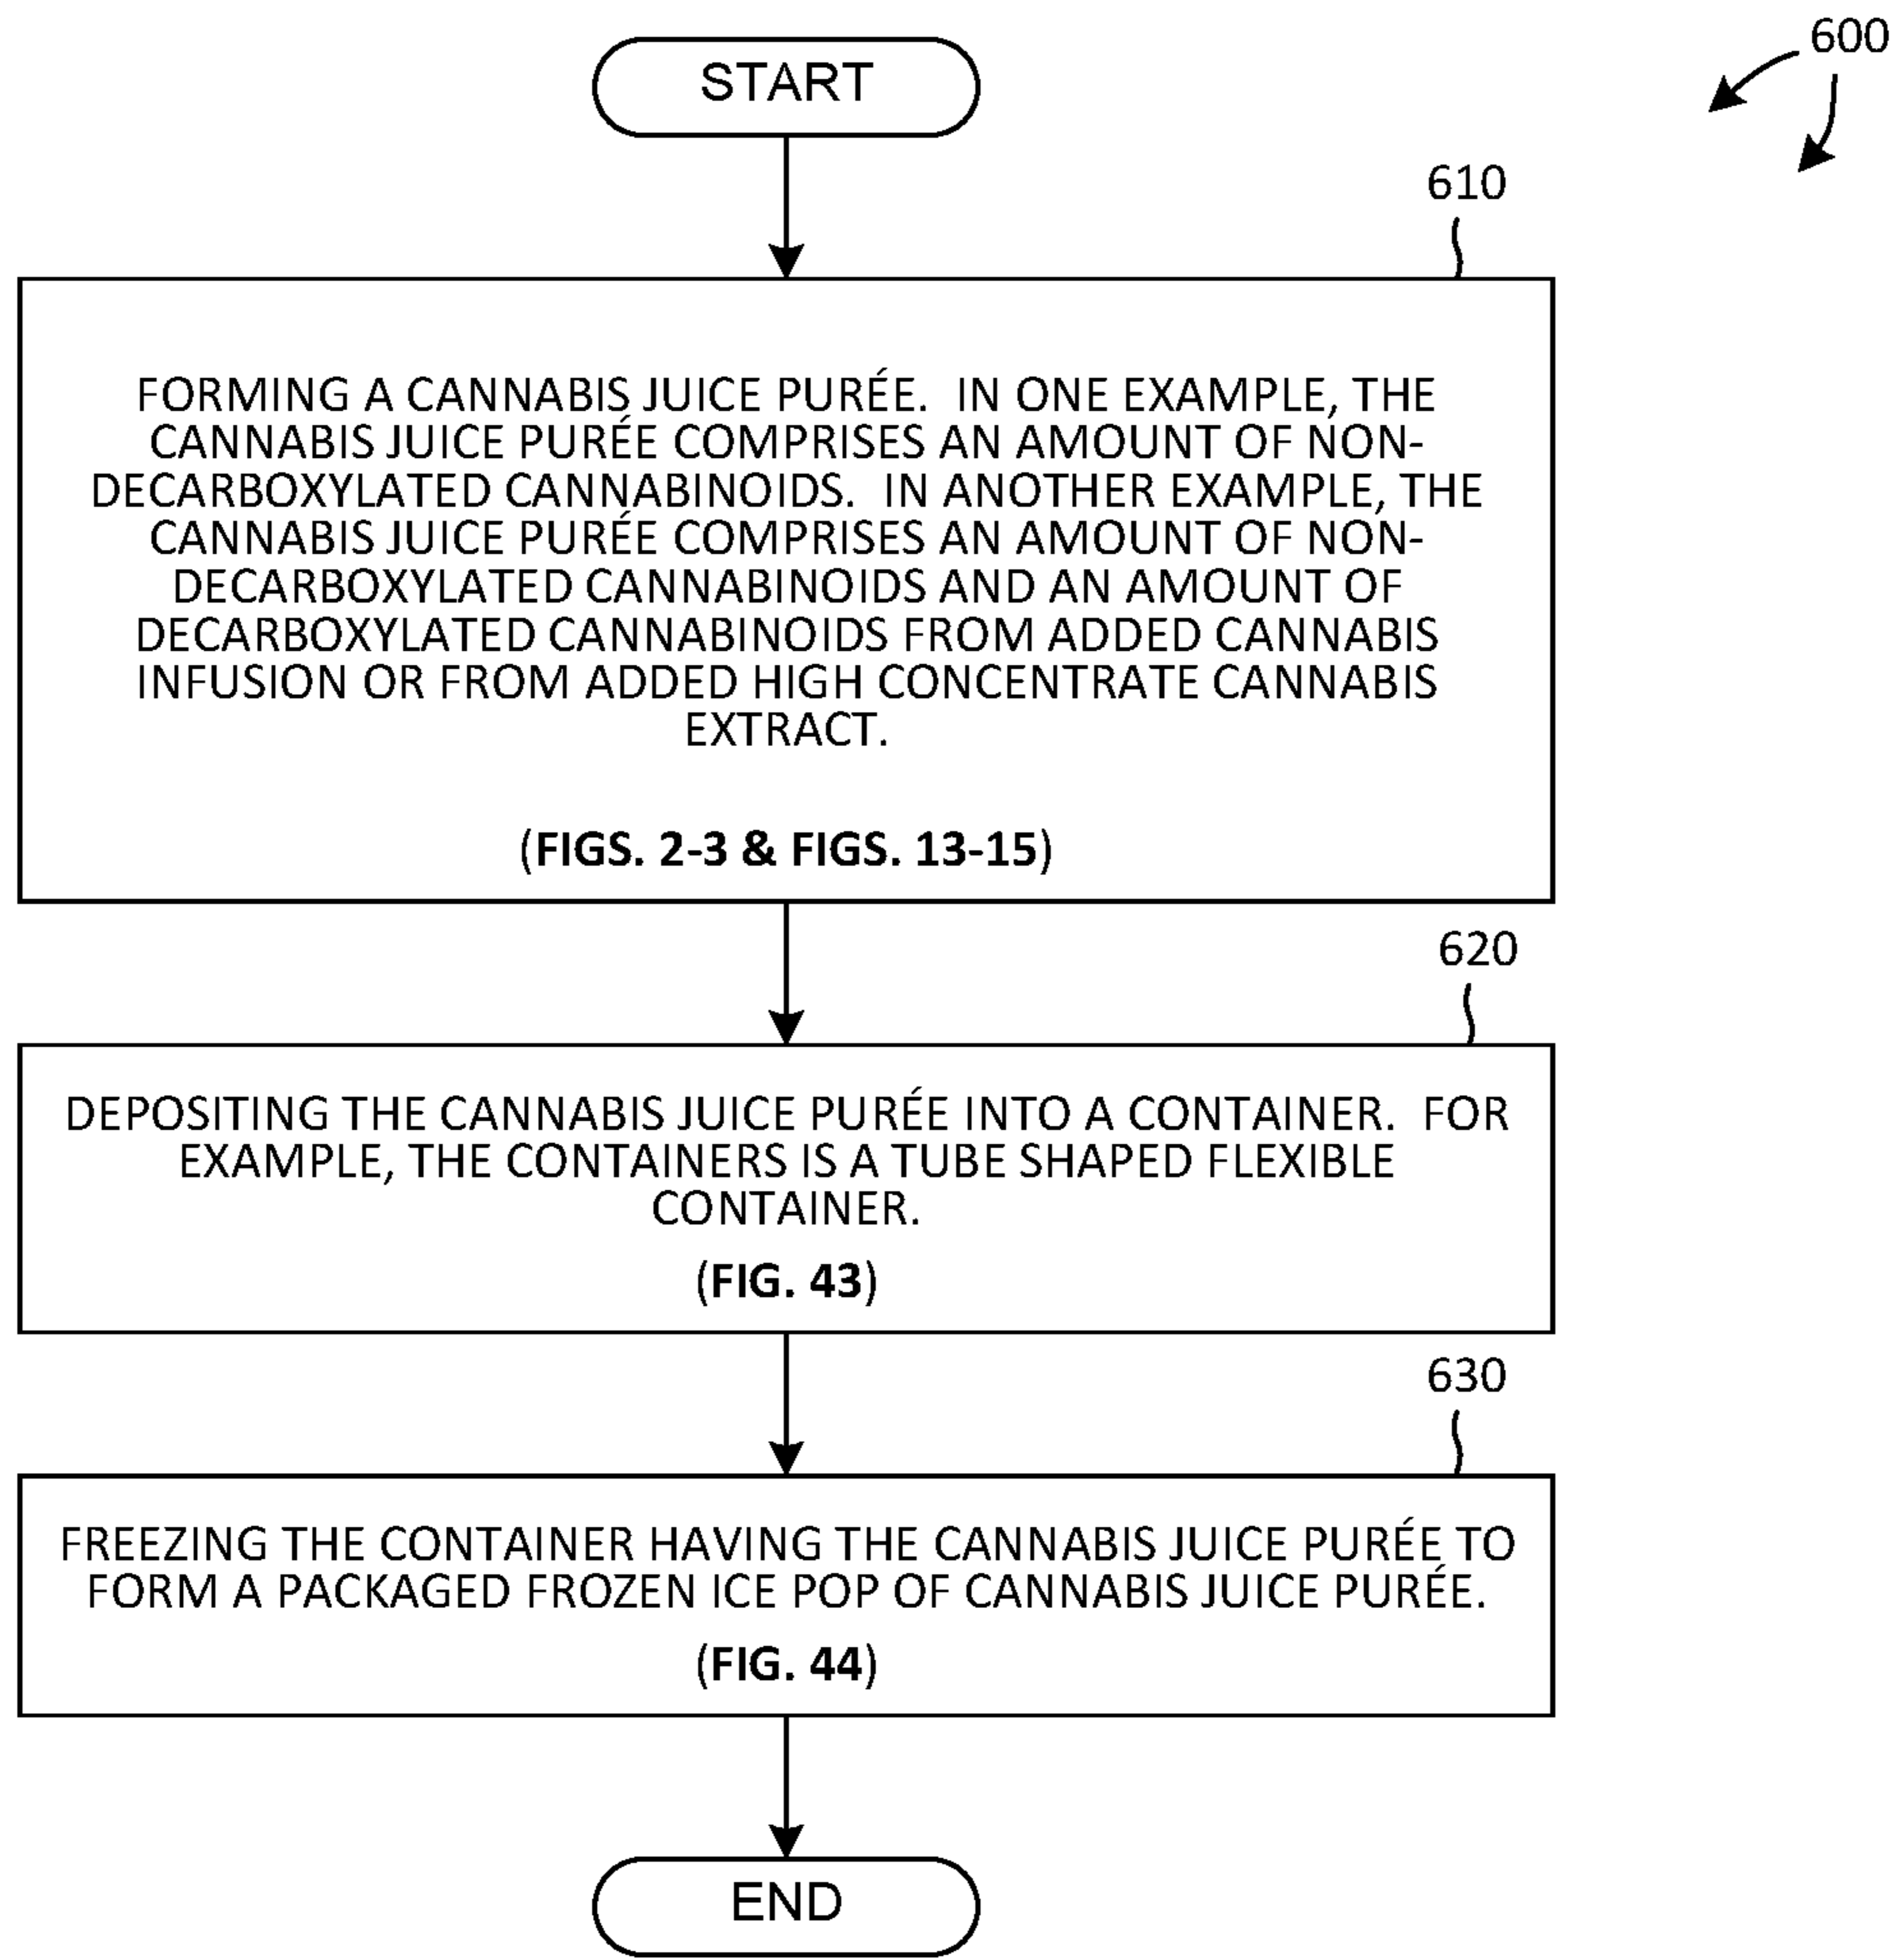 START
600
610
FORMING A CANNABIS JUICE PURÉE. IN ONE EXAMPLE, THE
CANNABIS JUICE PURÉE COMPRISES AN AMOUNT OF NON-
DECARBOXYLATED CANNABINOIDS. IN ANOTHER EXAMPLE, THE
CANNABIS JUICE PURÉE COMPRISES AN AMOUNT OF NON-
DECARBOXYLATED CANNABINOIDS AND AN AMOUNT OF
DECARBOXYLATED CANNABINOIDS FROM ADDED CANNABIS
INFUSION OR FROM ADDED HIGH CONCENTRATE CANNABIS
EXTRACT.
(FIGS. 2-3 & FIGS. 13-15)
620
DEPOSITING THE CANNABIS JUICE PURÉE INTO A CONTAINER. FOR
EXAMPLE, THE CONTAINERS IS A TUBE SHAPED FLEXIBLE
CONTAINER.
(FIG. 43)
630
FREEZING THE CONTAINER HAVING THE CANNABIS JUICE PURÉE TO
FORM A PACKAGED FROZEN ICE POP OF CANNABIS JUICE PURÉE.
(FIG. 44)
END